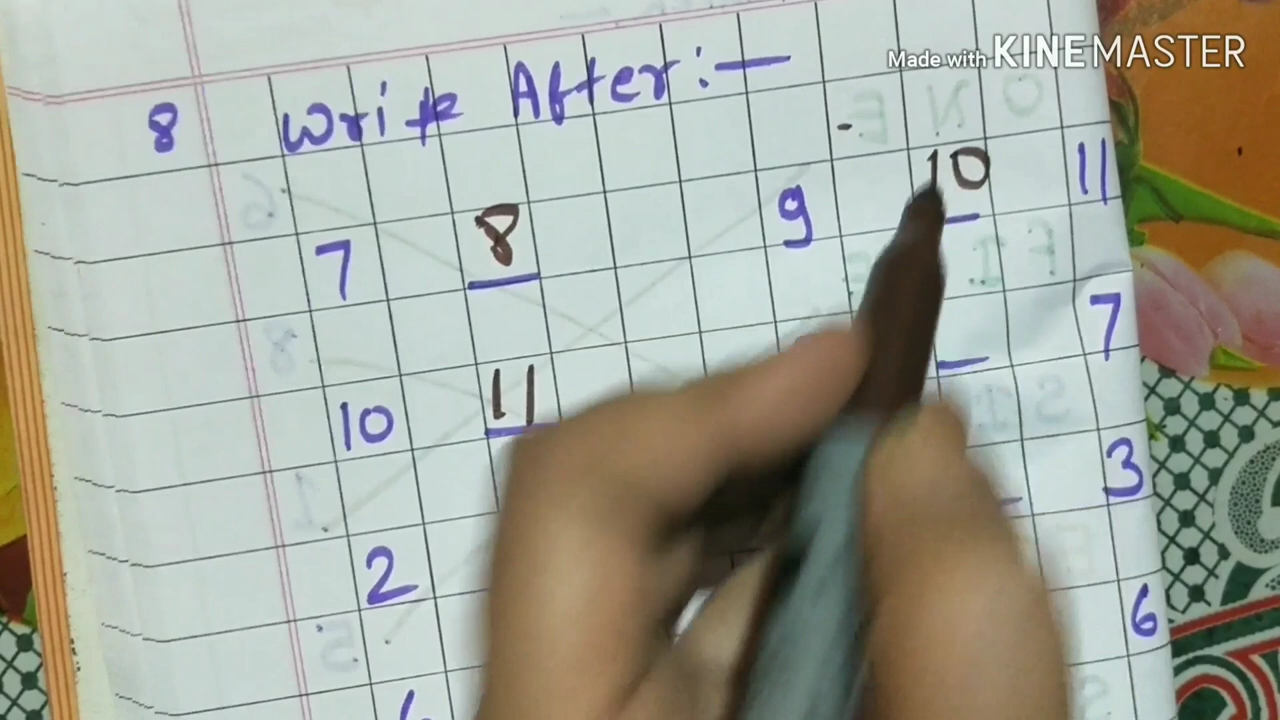 Made with KINEMASTER
8 Write After :—
7 8 9 10 11
7
10 11
3
2
6